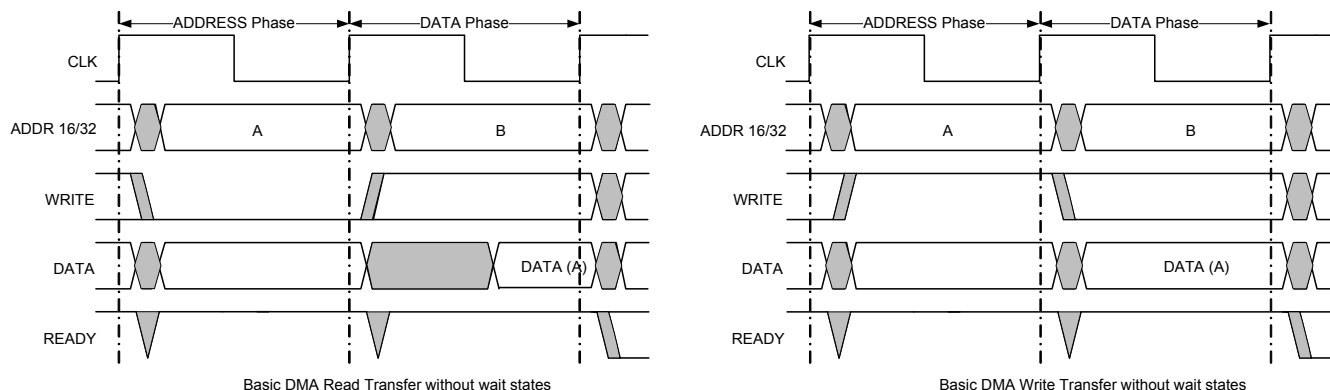 ADDRESS Phase DATA Phase
CLK
ADDR 16/32 A B
WRITE
DATA DATA (A)
READY
Basic DMA Read Transfer without wait states
ADDRESS Phase DATA Phase
CLK
ADDR 16/32 A B
WRITE
DATA DATA (A)
READY
Basic DMA Write Transfer without wait states